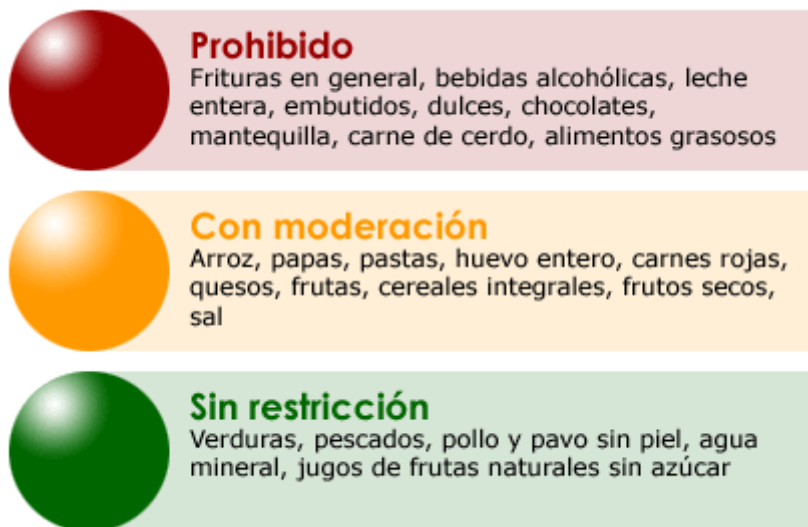 Prohibido
Frituras en general, bebidas alcohólicas, leche
entera, embutidos, dulces, chocolates,
mantequilla, carne de cerdo, alimentos grasosos
Con moderación
Arroz, papas, pastas, huevo entero, carnes rojas,
quesos, frutas, cereales integrales, frutos secos,
sal
Sin restricción
Verduras, pescados, pollo y pavo sin piel, agua
mineral, jugos de frutas naturales sin azúcar